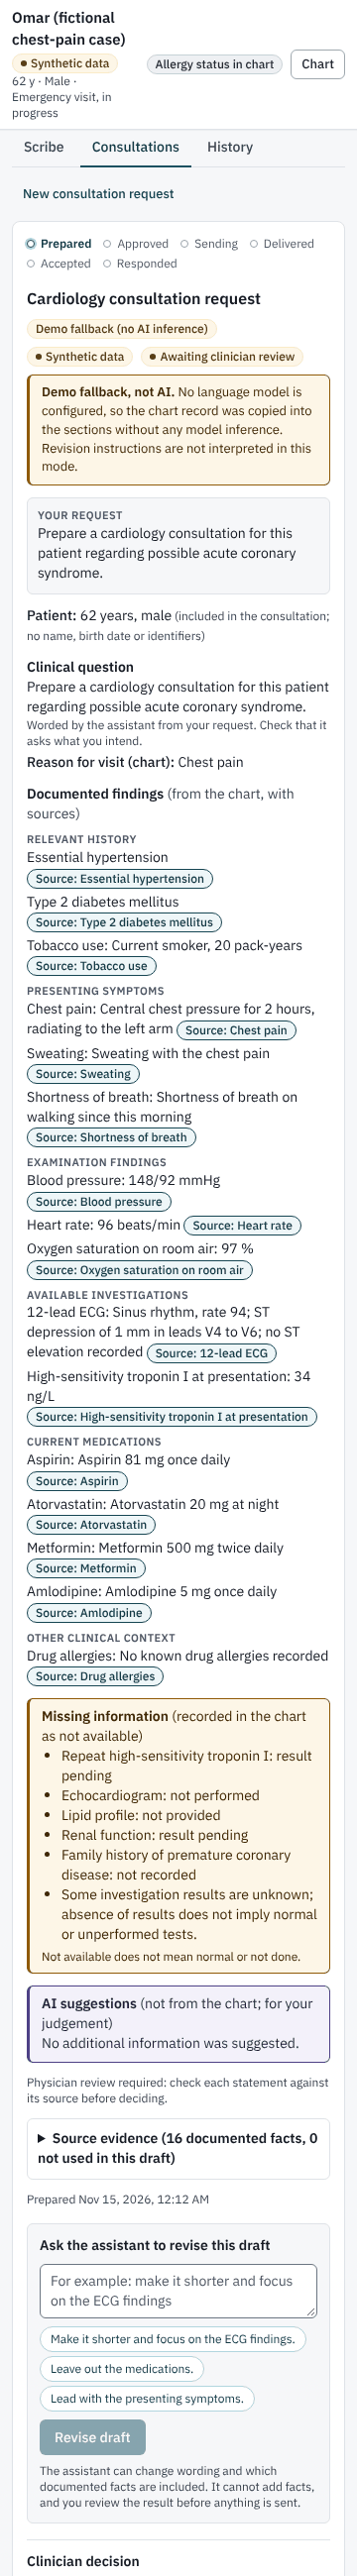 Omar (fictional
chest-pain case)
Synthetic data
62 y · Male ·
Emergency visit, in
progress
Allergy status in chart
Chart
Scribe
Consultations
History
New consultation request
Prepared
Approved
Sending
Delivered
Accepted
Responded
Cardiology consultation request
Demo fallback (no AI inference)
Synthetic data
Awaiting clinician review
Demo fallback, not AI. No language model is
configured, so the chart record was copied into
the sections without any model inference.
Revision instructions are not interpreted in this
mode.
YOUR REQUEST
Prepare a cardiology consultation for this
patient regarding possible acute coronary
syndrome.
Patient: 62 years, male (included in the consultation;
no name, birth date or identifiers)
Clinical question
Prepare a cardiology consultation for this patient
regarding possible acute coronary syndrome.
Worded by the assistant from your request. Check that it
asks what you intend.
Reason for visit (chart): Chest pain
Documented findings (from the chart, with
sources)
RELEVANT HISTORY
Essential hypertension
Source: Essential hypertension
Type 2 diabetes mellitus
Source: Type 2 diabetes mellitus
Tobacco use: Current smoker, 20 pack-years
Source: Tobacco use
PRESENTING SYMPTOMS
Chest pain: Central chest pressure for 2 hours,
radiating to the left arm Source: Chest pain
Sweating: Sweating with the chest pain
Source: Sweating
Shortness of breath: Shortness of breath on
walking since this morning
Source: Shortness of breath
EXAMINATION FINDINGS
Blood pressure: 148/92 mmHg
Source: Blood pressure
Heart rate: 96 beats/min Source: Heart rate
Oxygen saturation on room air: 97 %
Source: Oxygen saturation on room air
AVAILABLE INVESTIGATIONS
12-lead ECG: Sinus rhythm, rate 94; ST
depression of 1 mm in leads V4 to V6; no ST
elevation recorded Source: 12-lead ECG
High-sensitivity troponin I at presentation: 34
ng/L
Source: High-sensitivity troponin I at presentation
CURRENT MEDICATIONS
Aspirin: Aspirin 81 mg once daily
Source: Aspirin
Atorvastatin: Atorvastatin 20 mg at night
Source: Atorvastatin
Metformin: Metformin 500 mg twice daily
Source: Metformin
Amlodipine: Amlodipine 5 mg once daily
Source: Amlodipine
OTHER CLINICAL CONTEXT
Drug allergies: No known drug allergies recorded
Source: Drug allergies
Missing information (recorded in the chart
as not available)
• Repeat high-sensitivity troponin I: result
pending
• Echocardiogram: not performed
• Lipid profile: not provided
• Renal function: result pending
• Family history of premature coronary
disease: not recorded
• Some investigation results are unknown;
absence of results does not imply normal
or unperformed tests.
Not available does not mean normal or not done.
AI suggestions (not from the chart; for your
judgement)
No additional information was suggested.
Physician review required: check each statement against
its source before deciding.
Source evidence (16 documented facts, 0
not used in this draft)
Prepared Nov 15, 2026, 12:12 AM
Ask the assistant to revise this draft
For example: make it shorter and focus
on the ECG findings
Make it shorter and focus on the ECG findings.
Leave out the medications.
Lead with the presenting symptoms.
Revise draft
The assistant can change wording and which
documented facts are included. It cannot add facts,
and you review the result before anything is sent.
Clinician decision